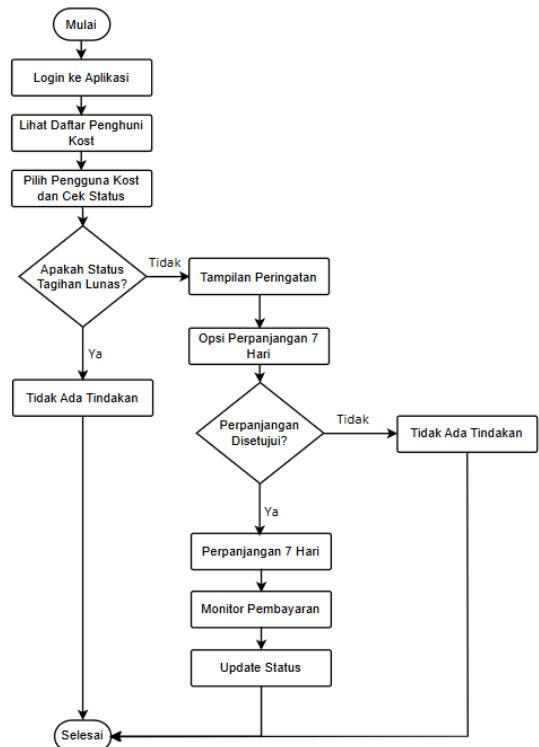 Mulai
Login ke Aplikasi
Lihat Daftar Penghuni
Kost
Pilih Pengguna Kost
dan Cek Status
Apakah Status
Tagihan Lunas?
Tidak
Tampilan Peringatan
Opsi Perpanjangan 7
Hari
Ya
Tidak Ada Tindakan
Perpanjangan
Disetujui?
Tidak
Tidak Ada Tindakan
Ya
Perpanjangan 7 Hari
Monitor Pembayaran
Update Status
Selesai